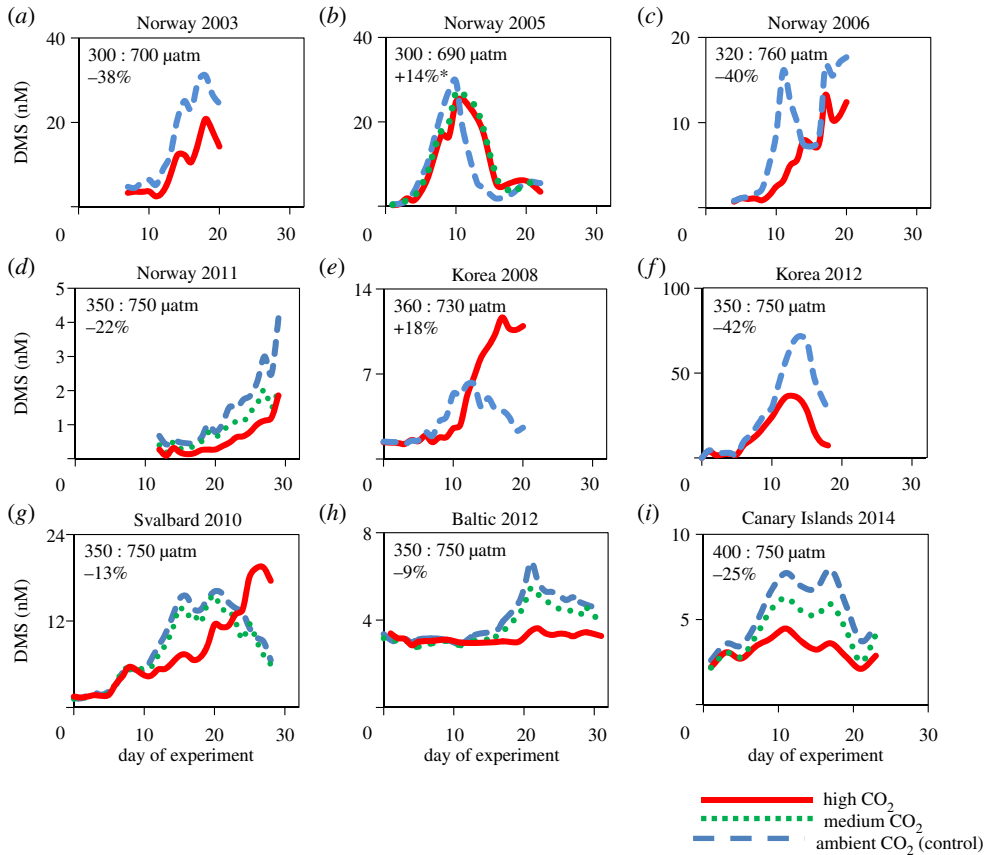 (a) Norway 2003
300 : 700 μatm
–38%
DMS (nM)
40
20
0
10
20
30
(b) Norway 2005
300 : 690 μatm
+14%*
40
20
0
10
20
30
(c) Norway 2006
320 : 760 μatm
–40%
20
10
0
10
20
30
(d) Norway 2011
350 : 750 μatm
–22%
DMS (nM)
5
4
3
2
1
0
10
20
30
(e) Korea 2008
360 : 730 μatm
+18%
14
7
0
10
20
30
(f) Korea 2012
350 : 750 μatm
–42%
100
50
0
10
20
30
(g) Svalbard 2010
350 : 750 μatm
–13%
DMS (nM)
24
12
0
10
20
30
day of experiment
(h) Baltic 2012
350 : 750 μatm
–9%
8
4
0
10
20
30
day of experiment
(i) Canary Islands 2014
400 : 750 μatm
–25%
10
5
0
10
20
30
day of experiment
high CO₂
medium CO₂
ambient CO₂ (control)